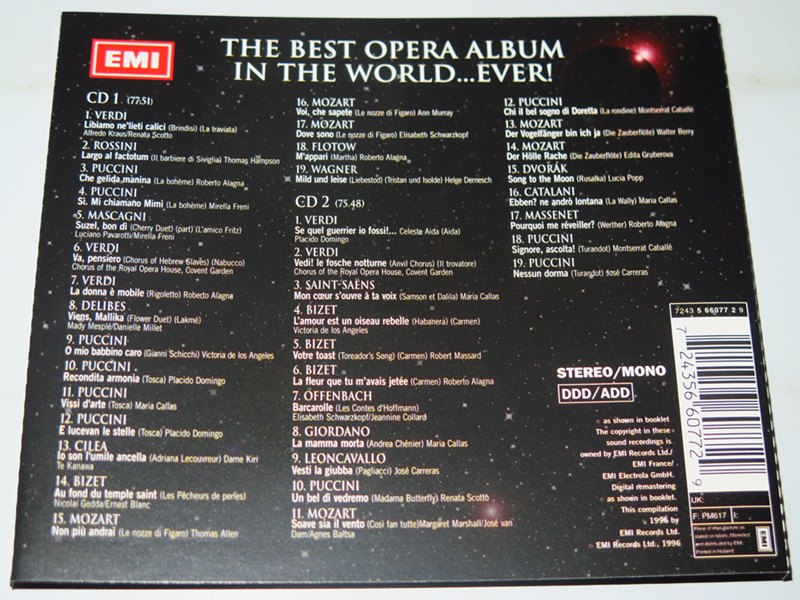 EMI
THE BEST OPERA ALBUM
IN THE WORLD...EVER!
CD 1 (77:51)
1. VERDI
Libiamo ne'lieti calici (Brindisi) (La traviata)
Alfredo Kraus/Renata Scotto
2. ROSSINI
Largo al factotum (Il barbiere di Siviglia) Thomas Hampson
3. PUCCINI
Che gelida manina (La bohème) Roberto Alagna
4. PUCCINI
Sì. Mi chiamano Mimì (La bohème) Mirella Freni
5. MASCAGNI
Suzel, bon dì (Cherry Duet) (part) (L'amico Fritz)
Luciano Pavarotti/Mirella Freni
6. VERDI
Va, pensiero (Chorus of Hebrew Slaves) (Nabucco)
Chorus of the Royal Opera House, Covent Garden
7. VERDI
La donna è mobile (Rigoletto) Roberto Alagna
8. DELIBES
Viens, Mallika (Flower Duet) (Lakmé)
Mady Mesplé/Danielle Millet
9. PUCCINI
O mio babbino caro (Gianni Schicchi) Victoria de los Angeles
10. PUCCINI
Recondita armonia (Tosca) Placido Domingo
11. PUCCINI
Vissi d'arte (Tosca) Maria Callas
12. PUCCINI
E lucevan le stelle (Tosca) Placido Domingo
13. CILEA
Io son l'umile ancella (Adriana Lecouvreur) Dame Kiri
Te Kanawa
14. BIZET
Au fond du temple saint (Les Pêcheurs de perles)
Nicolai Gedda/Ernest Blanc
15. MOZART
Non più andrai (Le nozze di Figaro) Thomas Allen
16. MOZART
Voi, che sapete (Le nozze di Figaro) Ann Murray
17. MOZART
Dove sono (Le nozze di Figaro) Elisabeth Schwarzkopf
18. FLOTOW
M'appari (Martha) Roberto Alagna
19. WAGNER
Mild und leise (Liebestod) (Tristan und Isolde) Helge Dernesch
CD 2 (75.48)
1. VERDI
Se quel guerrier io fossi!... Celeste Aida (Aida)
Placido Domingo
2. VERDI
Vedi! le fosche notturne (Anvil Chorus) (Il trovatore)
Chorus of the Royal Opera House, Covent Garden
3. SAINT-SAËNS
Mon cœur s'ouvre à ta voix (Samson et Dalila) Maria Callas
4. BIZET
L'amour est un oiseau rebelle (Habanera) (Carmen)
Victoria de los Angeles
5. BIZET
Votre toast (Toreador's Song) (Carmen) Robert Massard
6. BIZET
La fleur que tu m'avais jetée (Carmen) Roberto Alagna
7. OFFENBACH
Barcarolle (Les Contes d'Hoffmann)
Elisabeth Schwarzkopf/Jeannine Collard
8. GIORDANO
La mamma morta (Andrea Chénier) Maria Callas
9. LEONCAVALLO
Vesti la giubba (Pagliacci) José Carreras
10. PUCCINI
Un bel dì vedremo (Madama Butterfly) Renata Scotto
11. MOZART
Soave sia il vento (Così fan tutte)Margaret Marshall/José van
Dam/Agnes Baltsa
12. PUCCINI
Chi il bel sogno di Doretta (La rondine) Montserrat Caballé
13. MOZART
Der Vogelfänger bin ich ja (Die Zauberflöte) Walter Berry
14. MOZART
Der Hölle Rache (Die Zauberflöte) Edita Gruberova
15. DVOŘÁK
Song to the Moon (Rusalka) Lucia Popp
16. CATALANI
Ebben? ne andrò lontana (La Wally) Maria Callas
17. MASSENET
Pourquoi me réveiller? (Werther) Roberto Alagna
18. PUCCINI
Signore, ascolta! (Turandot) Montserrat Caballé
19. PUCCINI
Nessun dorma (Turandot) José Carreras
7243 5 66077 2 9
7 24356 60772 9
STEREO/MONO
DDD/ADD
as shown in booklet
The copyright in these
sound recordings is
owned by EMI Records Ltd./
EMI France/
EMI Electrola GmbH.
Digital remastering
as shown in booklet.
This compilation
1996 by
EMI Records Ltd.
EMI Records Ltd., 1996
UK:
F: PM617 I:
Place of manufacture as
stated on labels. Marketed
and distributed by EMI.
Printed in Holland
EMI